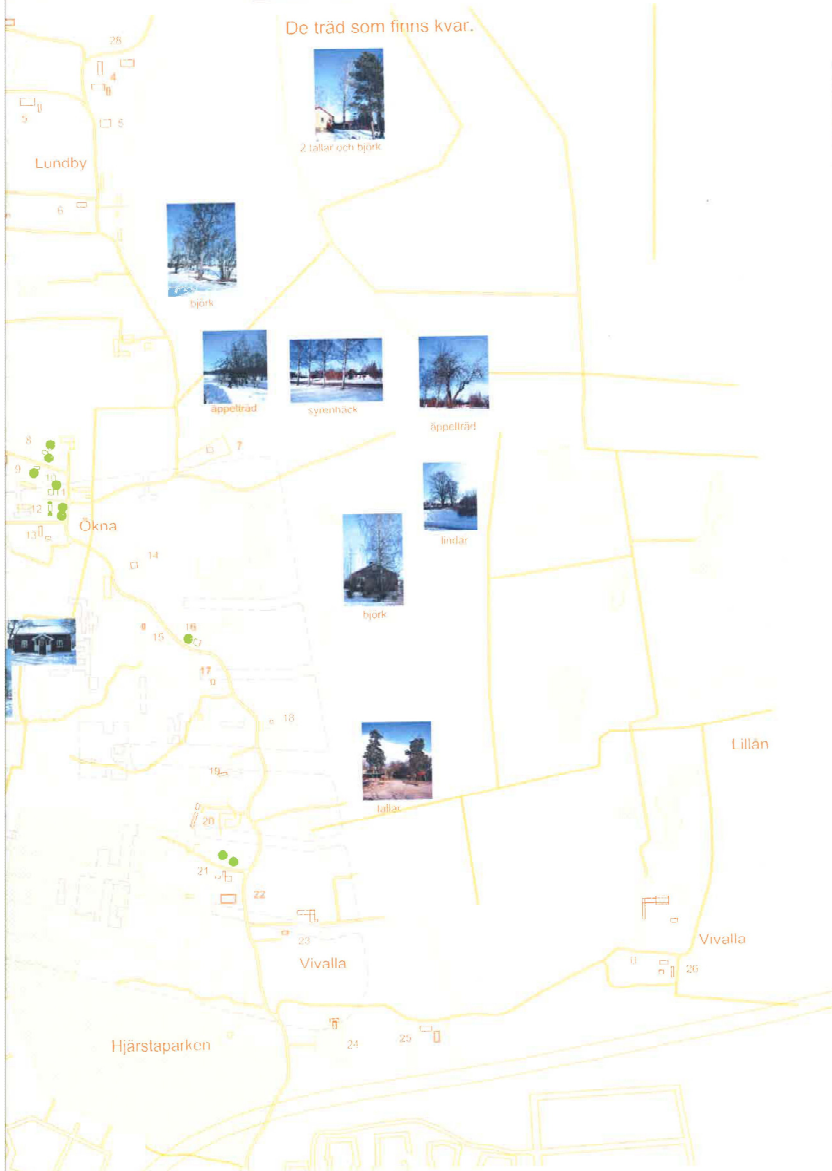 De träd som finns kvar.
28
4
5
5
2 tallar och björk
Lundby
6
björk
äppelträd
syrenhäck
äppelträd
8
7
9
10
11
12
Ökna
13
lindar
14
björk
16
15
17
18
Lillån
19
tallar
20
21
22
23
Vivalla
Vivalla
26
Hjärstaparken
24
25